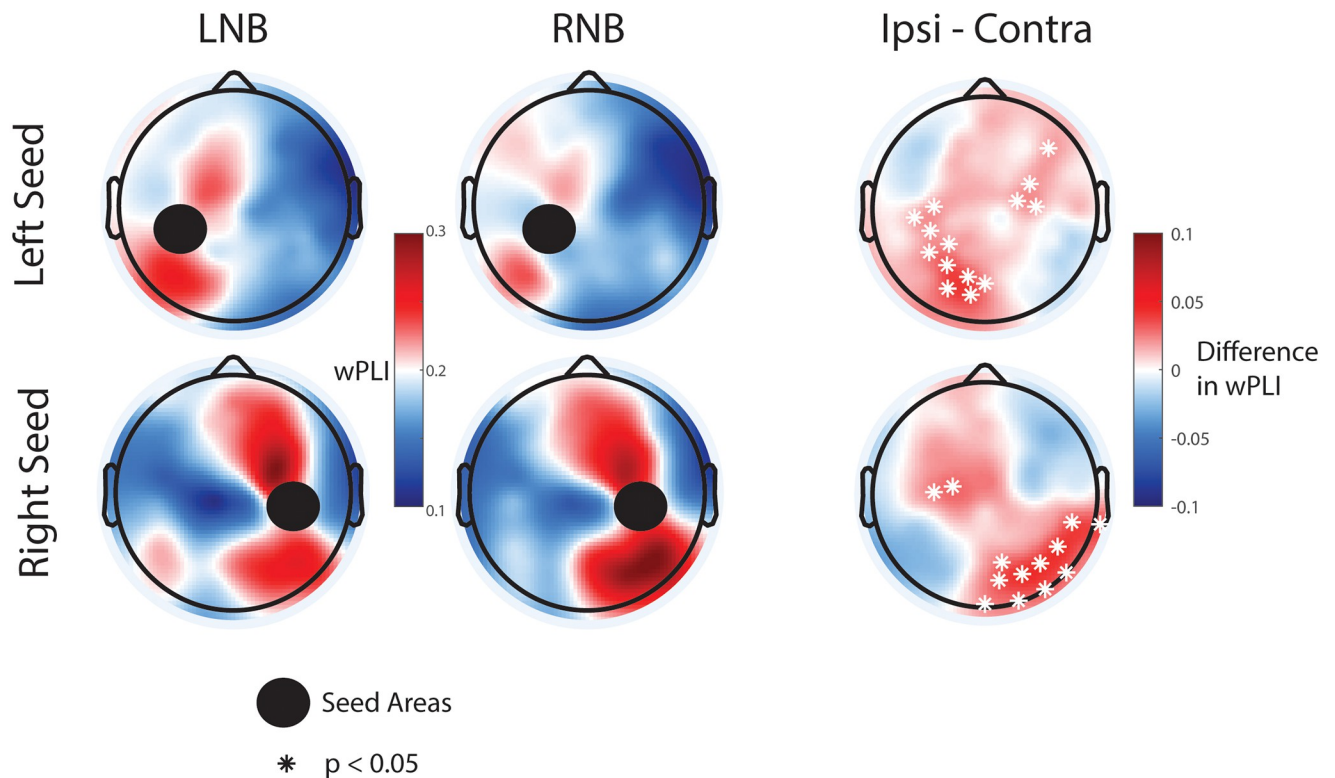 LNB
RNB
Ipsi - Contra
Left Seed
0.3
wPLI
0.2
0.1
0.1
0.05
0
-0.05
-0.1
Difference
in wPLI
Right Seed
Seed Areas
p < 0.05